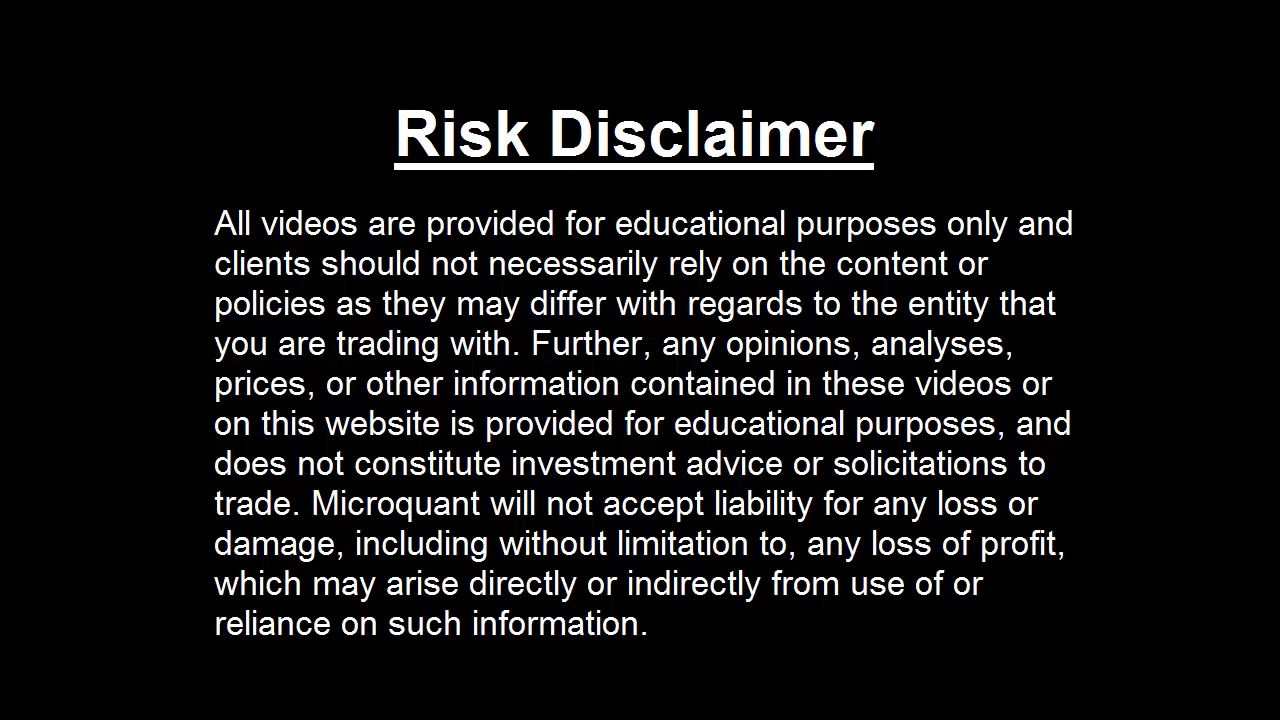 Risk Disclaimer
All videos are provided for educational purposes only and
clients should not necessarily rely on the content or
policies as they may differ with regards to the entity that
you are trading with. Further, any opinions, analyses,
prices, or other information contained in these videos or
on this website is provided for educational purposes, and
does not constitute investment advice or solicitations to
trade. Microquant will not accept liability for any loss or
damage, including without limitation to, any loss of profit,
which may arise directly or indirectly from use of or
reliance on such information.